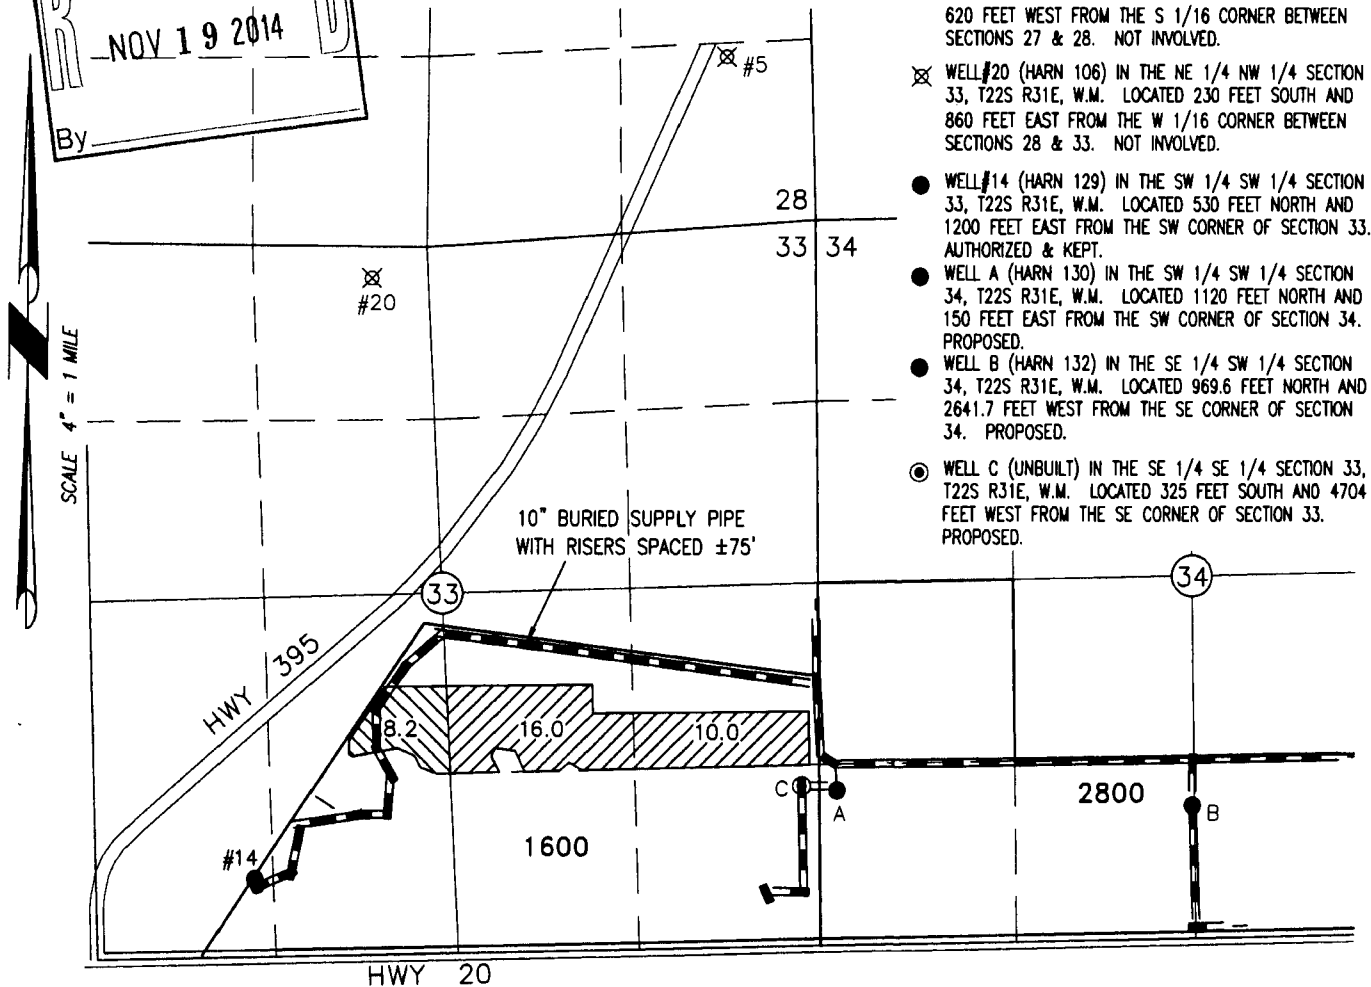 R D
NOV 19 2014
By
620 FEET WEST FROM THE S 1/16 CORNER BETWEEN
SECTIONS 27 & 28. NOT INVOLVED.
WELL#20 (HARN 106) IN THE NE 1/4 NW 1/4 SECTION
33, T22S R31E, W.M. LOCATED 230 FEET SOUTH AND
860 FEET EAST FROM THE W 1/16 CORNER BETWEEN
SECTIONS 28 & 33. NOT INVOLVED.
WELL#14 (HARN 129) IN THE SW 1/4 SW 1/4 SECTION
33, T22S R31E, W.M. LOCATED 530 FEET NORTH AND
1200 FEET EAST FROM THE SW CORNER OF SECTION 33.
AUTHORIZED & KEPT.
WELL A (HARN 130) IN THE SW 1/4 SW 1/4 SECTION
34, T22S R31E, W.M. LOCATED 1120 FEET NORTH AND
150 FEET EAST FROM THE SW CORNER OF SECTION 34.
PROPOSED.
WELL B (HARN 132) IN THE SE 1/4 SW 1/4 SECTION
34, T22S R31E, W.M. LOCATED 969.6 FEET NORTH AND
2641.7 FEET WEST FROM THE SE CORNER OF SECTION
34. PROPOSED.
WELL C (UNBUILT) IN THE SE 1/4 SE 1/4 SECTION 33,
T22S R31E, W.M. LOCATED 325 FEET SOUTH AND 4704
FEET WEST FROM THE SE CORNER OF SECTION 33.
PROPOSED.
#5
28
33 34
#20
N
SCALE 4" = 1 MILE
10" BURIED SUPPLY PIPE
WITH RISERS SPACED ±75'
33
34
HWY 395
8.2 16.0 10.0
C
A
2800
B
1600
#14
HWY 20